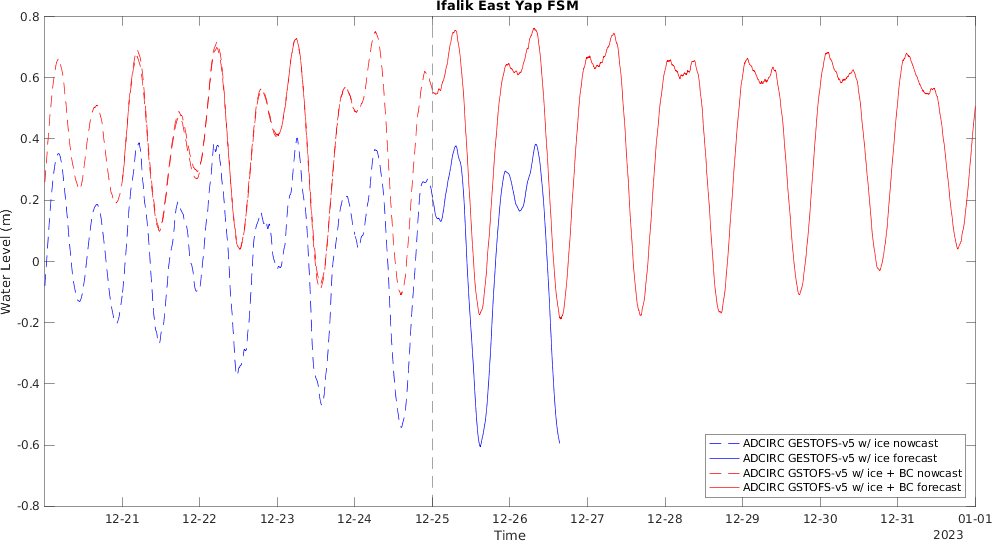 Ifalik East Yap FSM
0.8
0.6
0.4
0.2
0
-0.2
-0.4
-0.6
-0.8
Water Level (m)
ADCIRC GESTOFS-v5 w/ ice nowcast
ADCIRC GESTOFS-v5 w/ ice forecast
ADCIRC GSTOFS-v5 w/ ice + BC nowcast
ADCIRC GSTOFS-v5 w/ ice + BC forecast
12-21 12-22 12-23 12-24 12-25 12-26 12-27 12-28 12-29 12-30 12-31 01-01
Time
2023